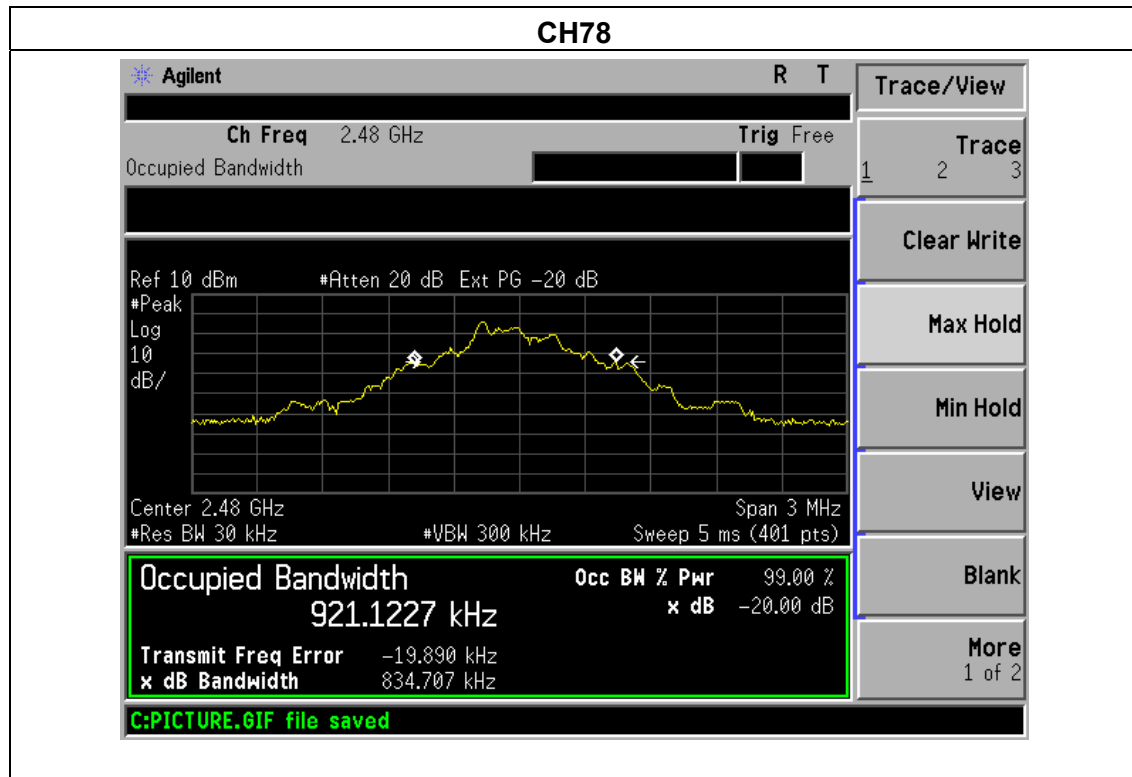 CH78
Agilent R T
Trace/View
Ch Freq 2.48 GHz Trig Free
Occupied Bandwidth
Trace
1 2 3
Clear Write
Ref 10 dBm #Atten 20 dB Ext PG -20 dB
#Peak
Log
10
dB/
Max Hold
Min Hold
View
Center 2.48 GHz Span 3 MHz
#Res BW 30 kHz #VBW 300 kHz Sweep 5 ms (401 pts)
Occupied Bandwidth Occ BW % Pwr 99.00 %
921.1227 kHz x dB -20.00 dB
Blank
Transmit Freq Error -19.890 kHz
x dB Bandwidth 834.707 kHz
More
1 of 2
C:PICTURE.GIF file saved